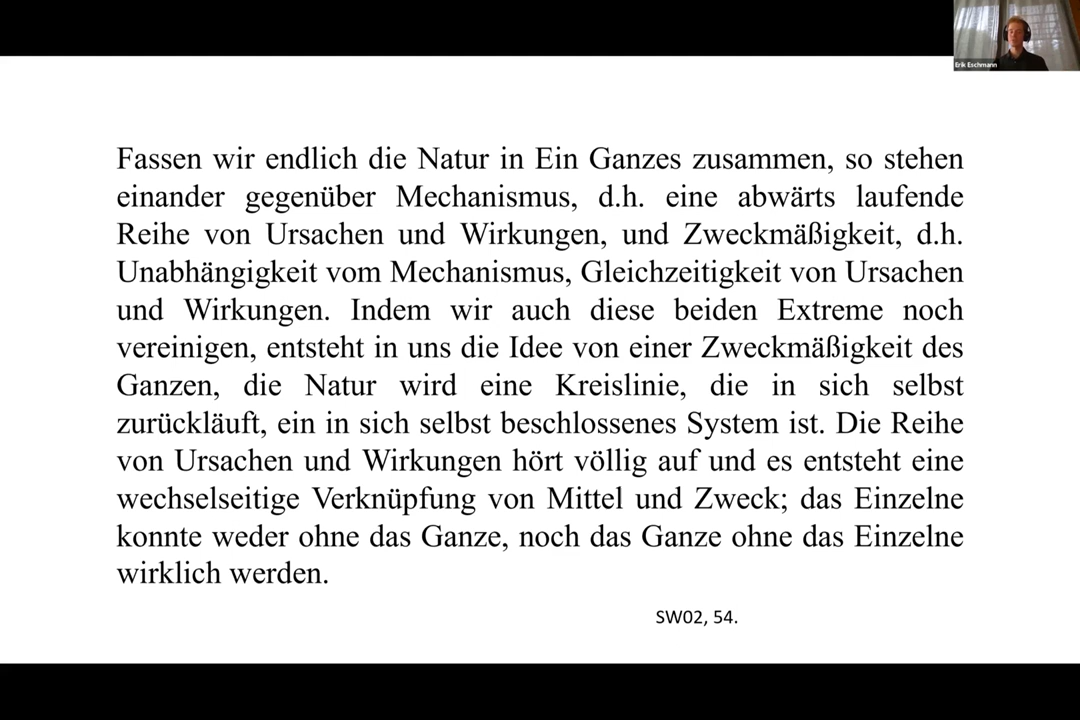 Erik Eschmann
Fassen wir endlich die Natur in Ein Ganzes zusammen, so stehen
einander gegenüber Mechanismus, d.h. eine abwärts laufende
Reihe von Ursachen und Wirkungen, und Zweckmäßigkeit, d.h.
Unabhängigkeit vom Mechanismus, Gleichzeitigkeit von Ursachen
und Wirkungen. Indem wir auch diese beiden Extreme noch
vereinigen, entsteht in uns die Idee von einer Zweckmäßigkeit des
Ganzen, die Natur wird eine Kreislinie, die in sich selbst
zurückläuft, ein in sich selbst beschlossenes System ist. Die Reihe
von Ursachen und Wirkungen hört völlig auf und es entsteht eine
wechselseitige Verknüpfung von Mittel und Zweck; das Einzelne
konnte weder ohne das Ganze, noch das Ganze ohne das Einzelne
wirklich werden.
SW02, 54.